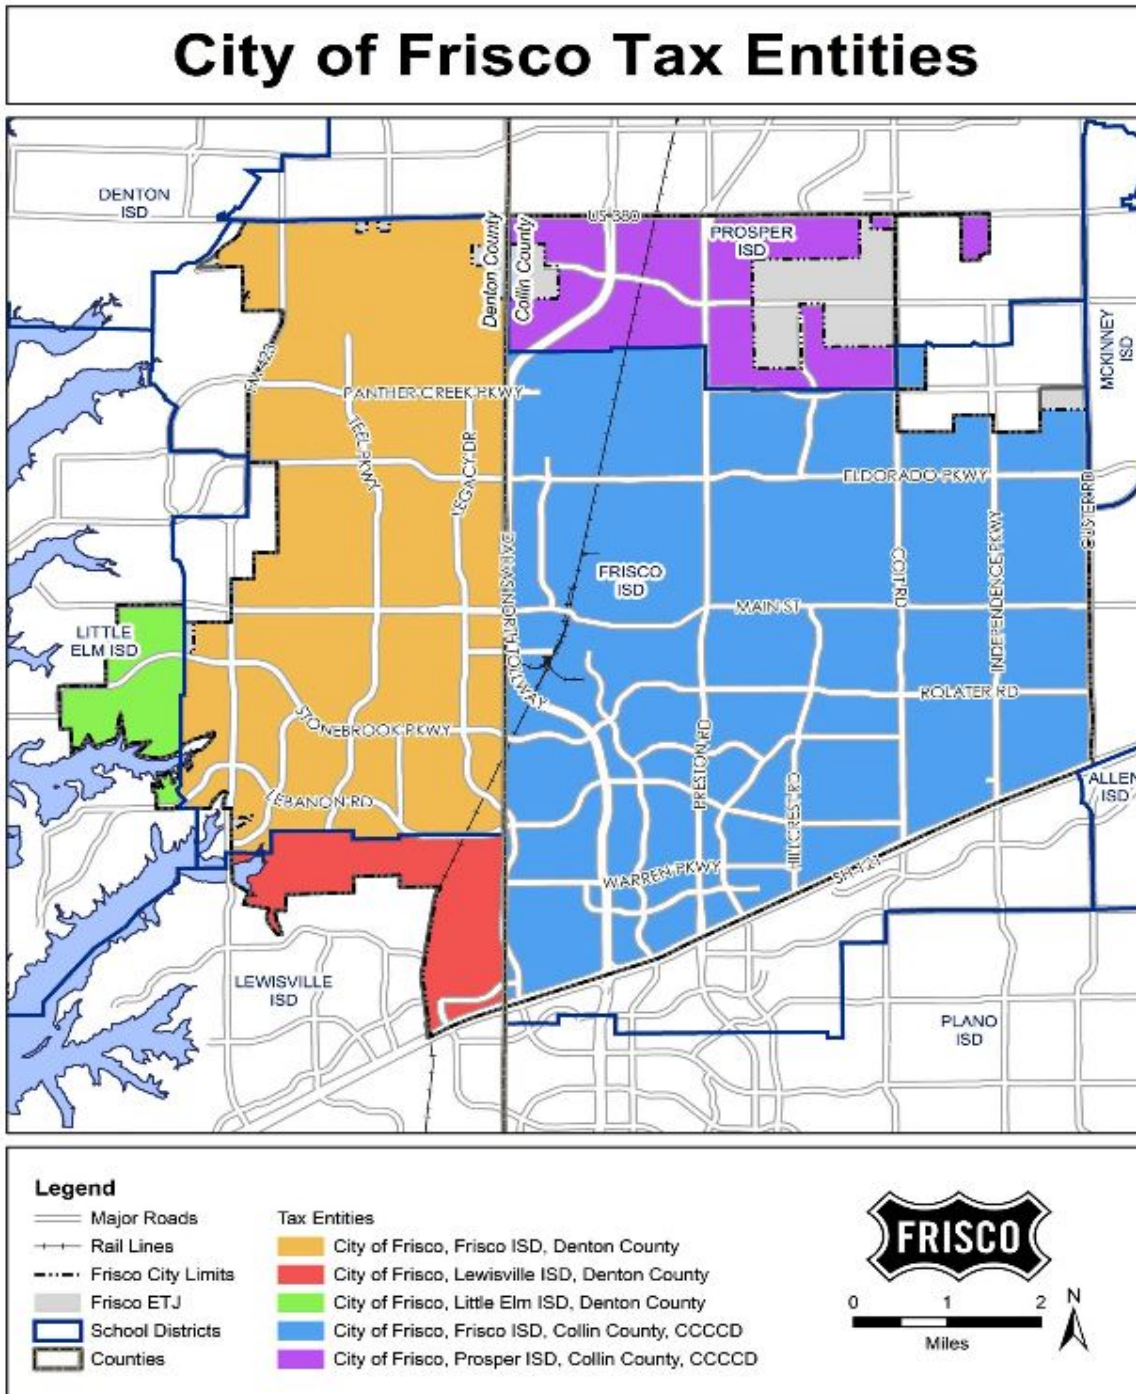 City of Frisco Tax Entities
DENTON
ISD
US 380
PROSPER
ISD
Denton County
Collin County
MCKINNEY
ISD
FM 423
PANTHER CREEK PKWY
TEEL PKWY
LEGACY DR
ELDORADO PKWY
CUSTER RD
DALLAS NORTH TOLLWAY
FRISCO
ISD
COIT RD
INDEPENDENCE PKWY
MAIN ST
LITTLE
ELM ISD
ROLATER RD
STONEBROOK PKWY
PRESTON RD
HILLCREST RD
LEBANON RD
ALLEN
ISD
WARREN PKWY
SH 121
LEWISVILLE
ISD
PLANO
ISD
Legend
Major Roads
Rail Lines
Frisco City Limits
Frisco ETJ
School Districts
Counties
Tax Entities
City of Frisco, Frisco ISD, Denton County
City of Frisco, Lewisville ISD, Denton County
City of Frisco, Little Elm ISD, Denton County
City of Frisco, Frisco ISD, Collin County, CCCCD
City of Frisco, Prosper ISD, Collin County, CCCCD
FRISCO
0 1 2
Miles
N